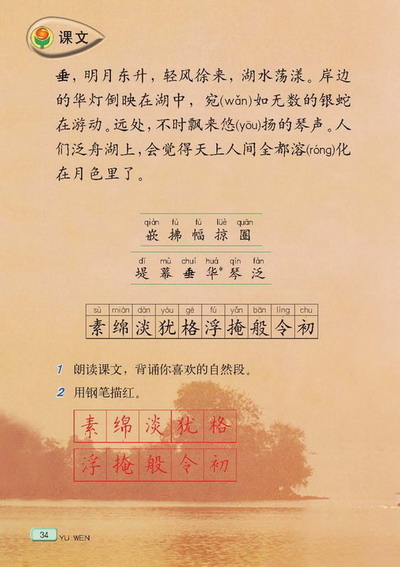 课文
垂，明月东升，轻风徐来，湖水荡漾。岸边
的华灯倒映在湖中，宛(wǎn)如无数的银蛇
在游动。远处，不时飘来悠(yōu)扬的琴声。人
们泛舟湖上，会觉得天上人间全都溶(róng)化
在月色里了。
qiàn fú fú lüè quān
嵌 拂 幅 掠 圈
dī mù chuí huá qín fàn
堤 幕 垂 华* 琴 泛
sù mián dàn yóu gé fú yǎn bān lìng chū
素 绵 淡 犹 格 浮 掩 般 令 初
1 朗读课文，背诵你喜欢的自然段。
2 用钢笔描红。
素 绵 淡 犹 格
浮 掩 般 令 初
34 YU WEN